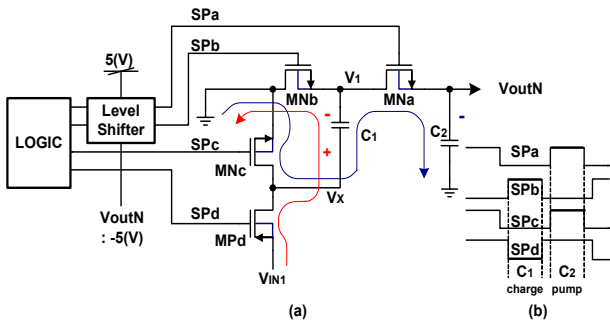 SPa
SPb
5(V)
Level
Shifter
LOGIC
SPc
SPd
VoutN
: -5(V)
MNb
V1
MNa
VoutN
-
C1
+
-
C2
MNc
Vx
MPd
VIN1
(a)
SPa
SPb
SPc
SPd
C1 C2
charge pump
(b)